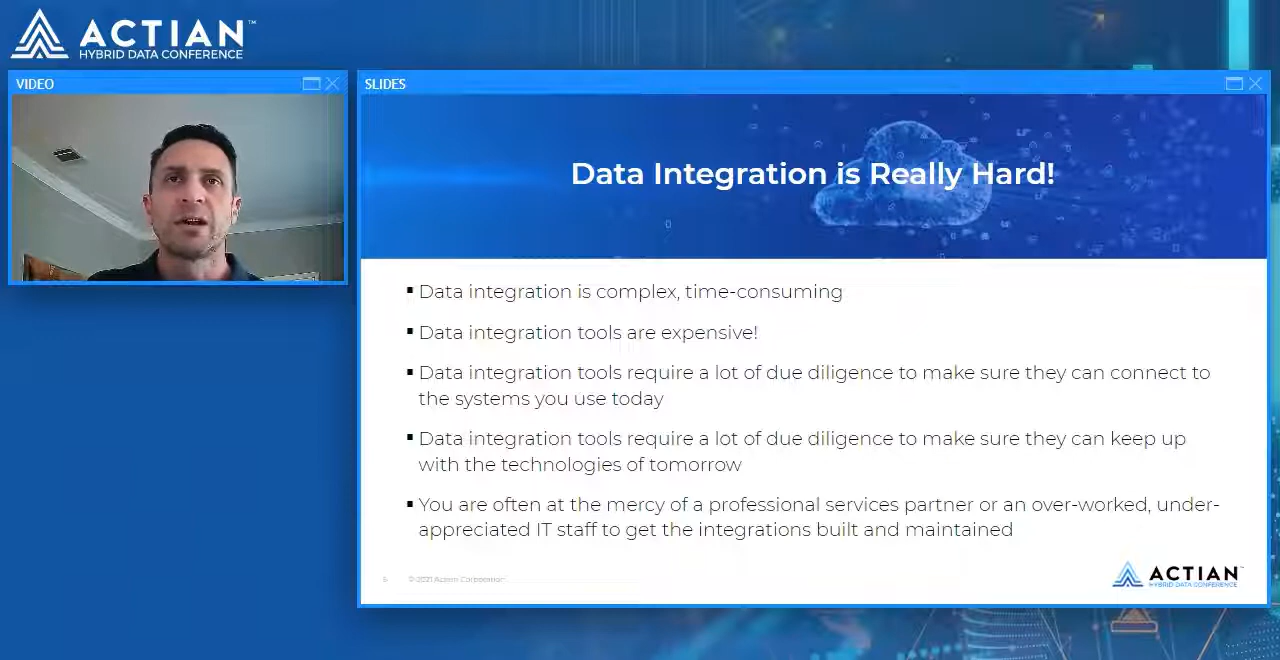 ACTIAN™
HYBRID DATA CONFERENCE
VIDEO
SLIDES
Data Integration is Really Hard!
▪ Data integration is complex, time-consuming
▪ Data integration tools are expensive!
▪ Data integration tools require a lot of due diligence to make sure they can connect to
the systems you use today
▪ Data integration tools require a lot of due diligence to make sure they can keep up
with the technologies of tomorrow
▪ You are often at the mercy of a professional services partner or an over-worked, under-
appreciated IT staff to get the integrations built and maintained
© 2021 Actian Corporation
ACTIAN™
HYBRID DATA CONFERENCE